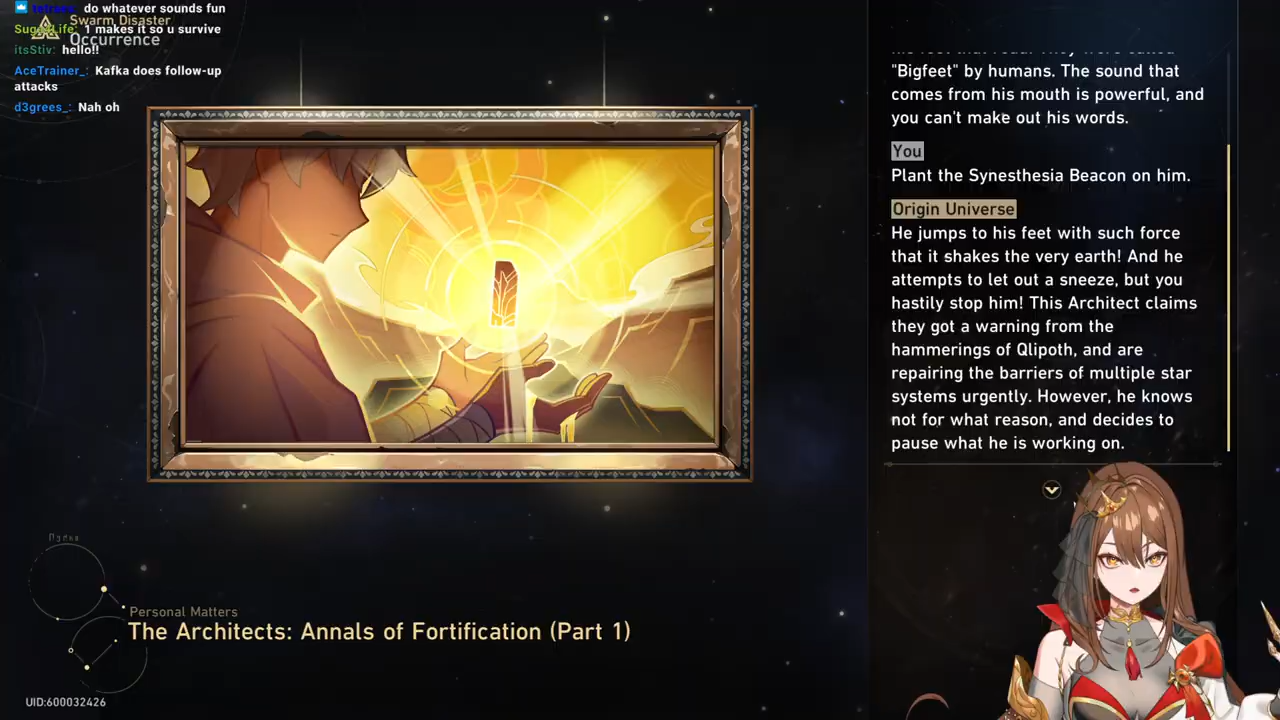 do whatever sounds fun
Swarm Disaster
SugarLife: 1 makes it so u survive
Occurrence
itsStiv: hello!!
AceTrainer_: Kafka does follow-up
attacks
d3grees_: Nah oh
"Bigfeet" by humans. The sound that
comes from his mouth is powerful, and
you can't make out his words.
You
Plant the Synesthesia Beacon on him.
Origin Universe
He jumps to his feet with such force
that it shakes the very earth! And he
attempts to let out a sneeze, but you
hastily stop him! This Architect claims
they got a warning from the
hammerings of Qlipoth, and are
repairing the barriers of multiple star
systems urgently. However, he knows
not for what reason, and decides to
pause what he is working on.
Personal Matters
The Architects: Annals of Fortification (Part 1)
UID:600032426